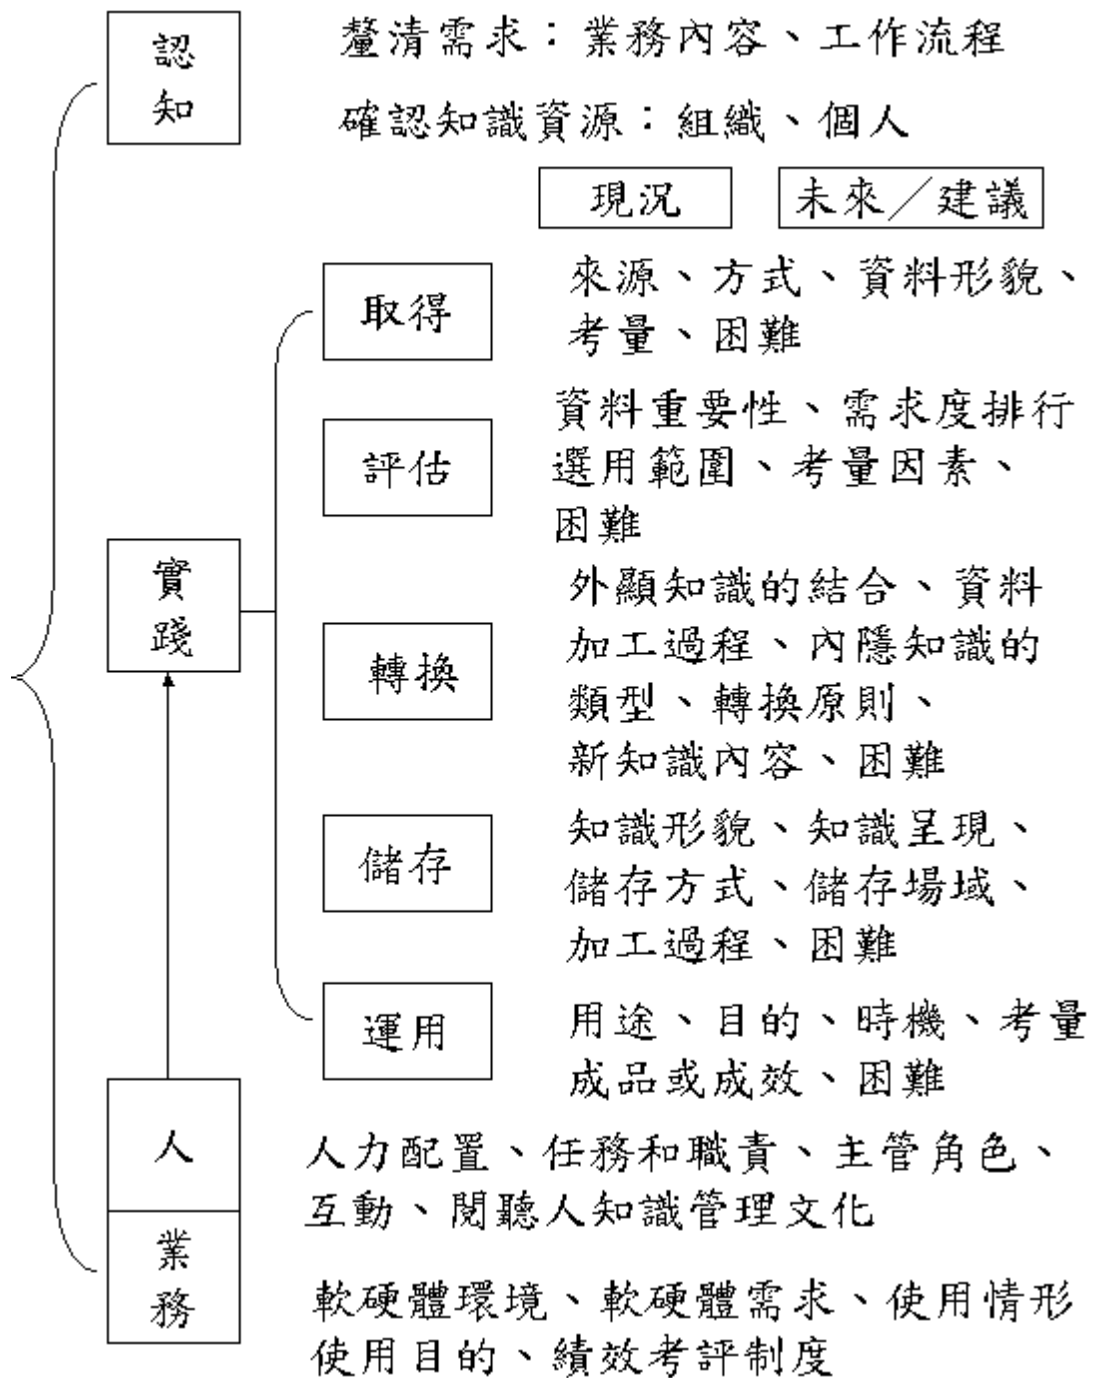 認
知
釐清需求：業務內容、工作流程
確認知識資源：組織、個人
現況
未來／建議
取得
來源、方式、資料形貌、
考量、困難
評估
資料重要性、需求度排行
選用範圍、考量因素、
困難
實
踐
轉換
外顯知識的結合、資料
加工過程、內隱知識的
類型、轉換原則、
新知識內容、困難
儲存
知識形貌、知識呈現、
儲存方式、儲存場域、
加工過程、困難
運用
用途、目的、時機、考量
成品或成效、困難
人
人力配置、任務和職責、主管角色、
互動、閱聽人知識管理文化
業
務
軟硬體環境、軟硬體需求、使用情形
使用目的、績效考評制度